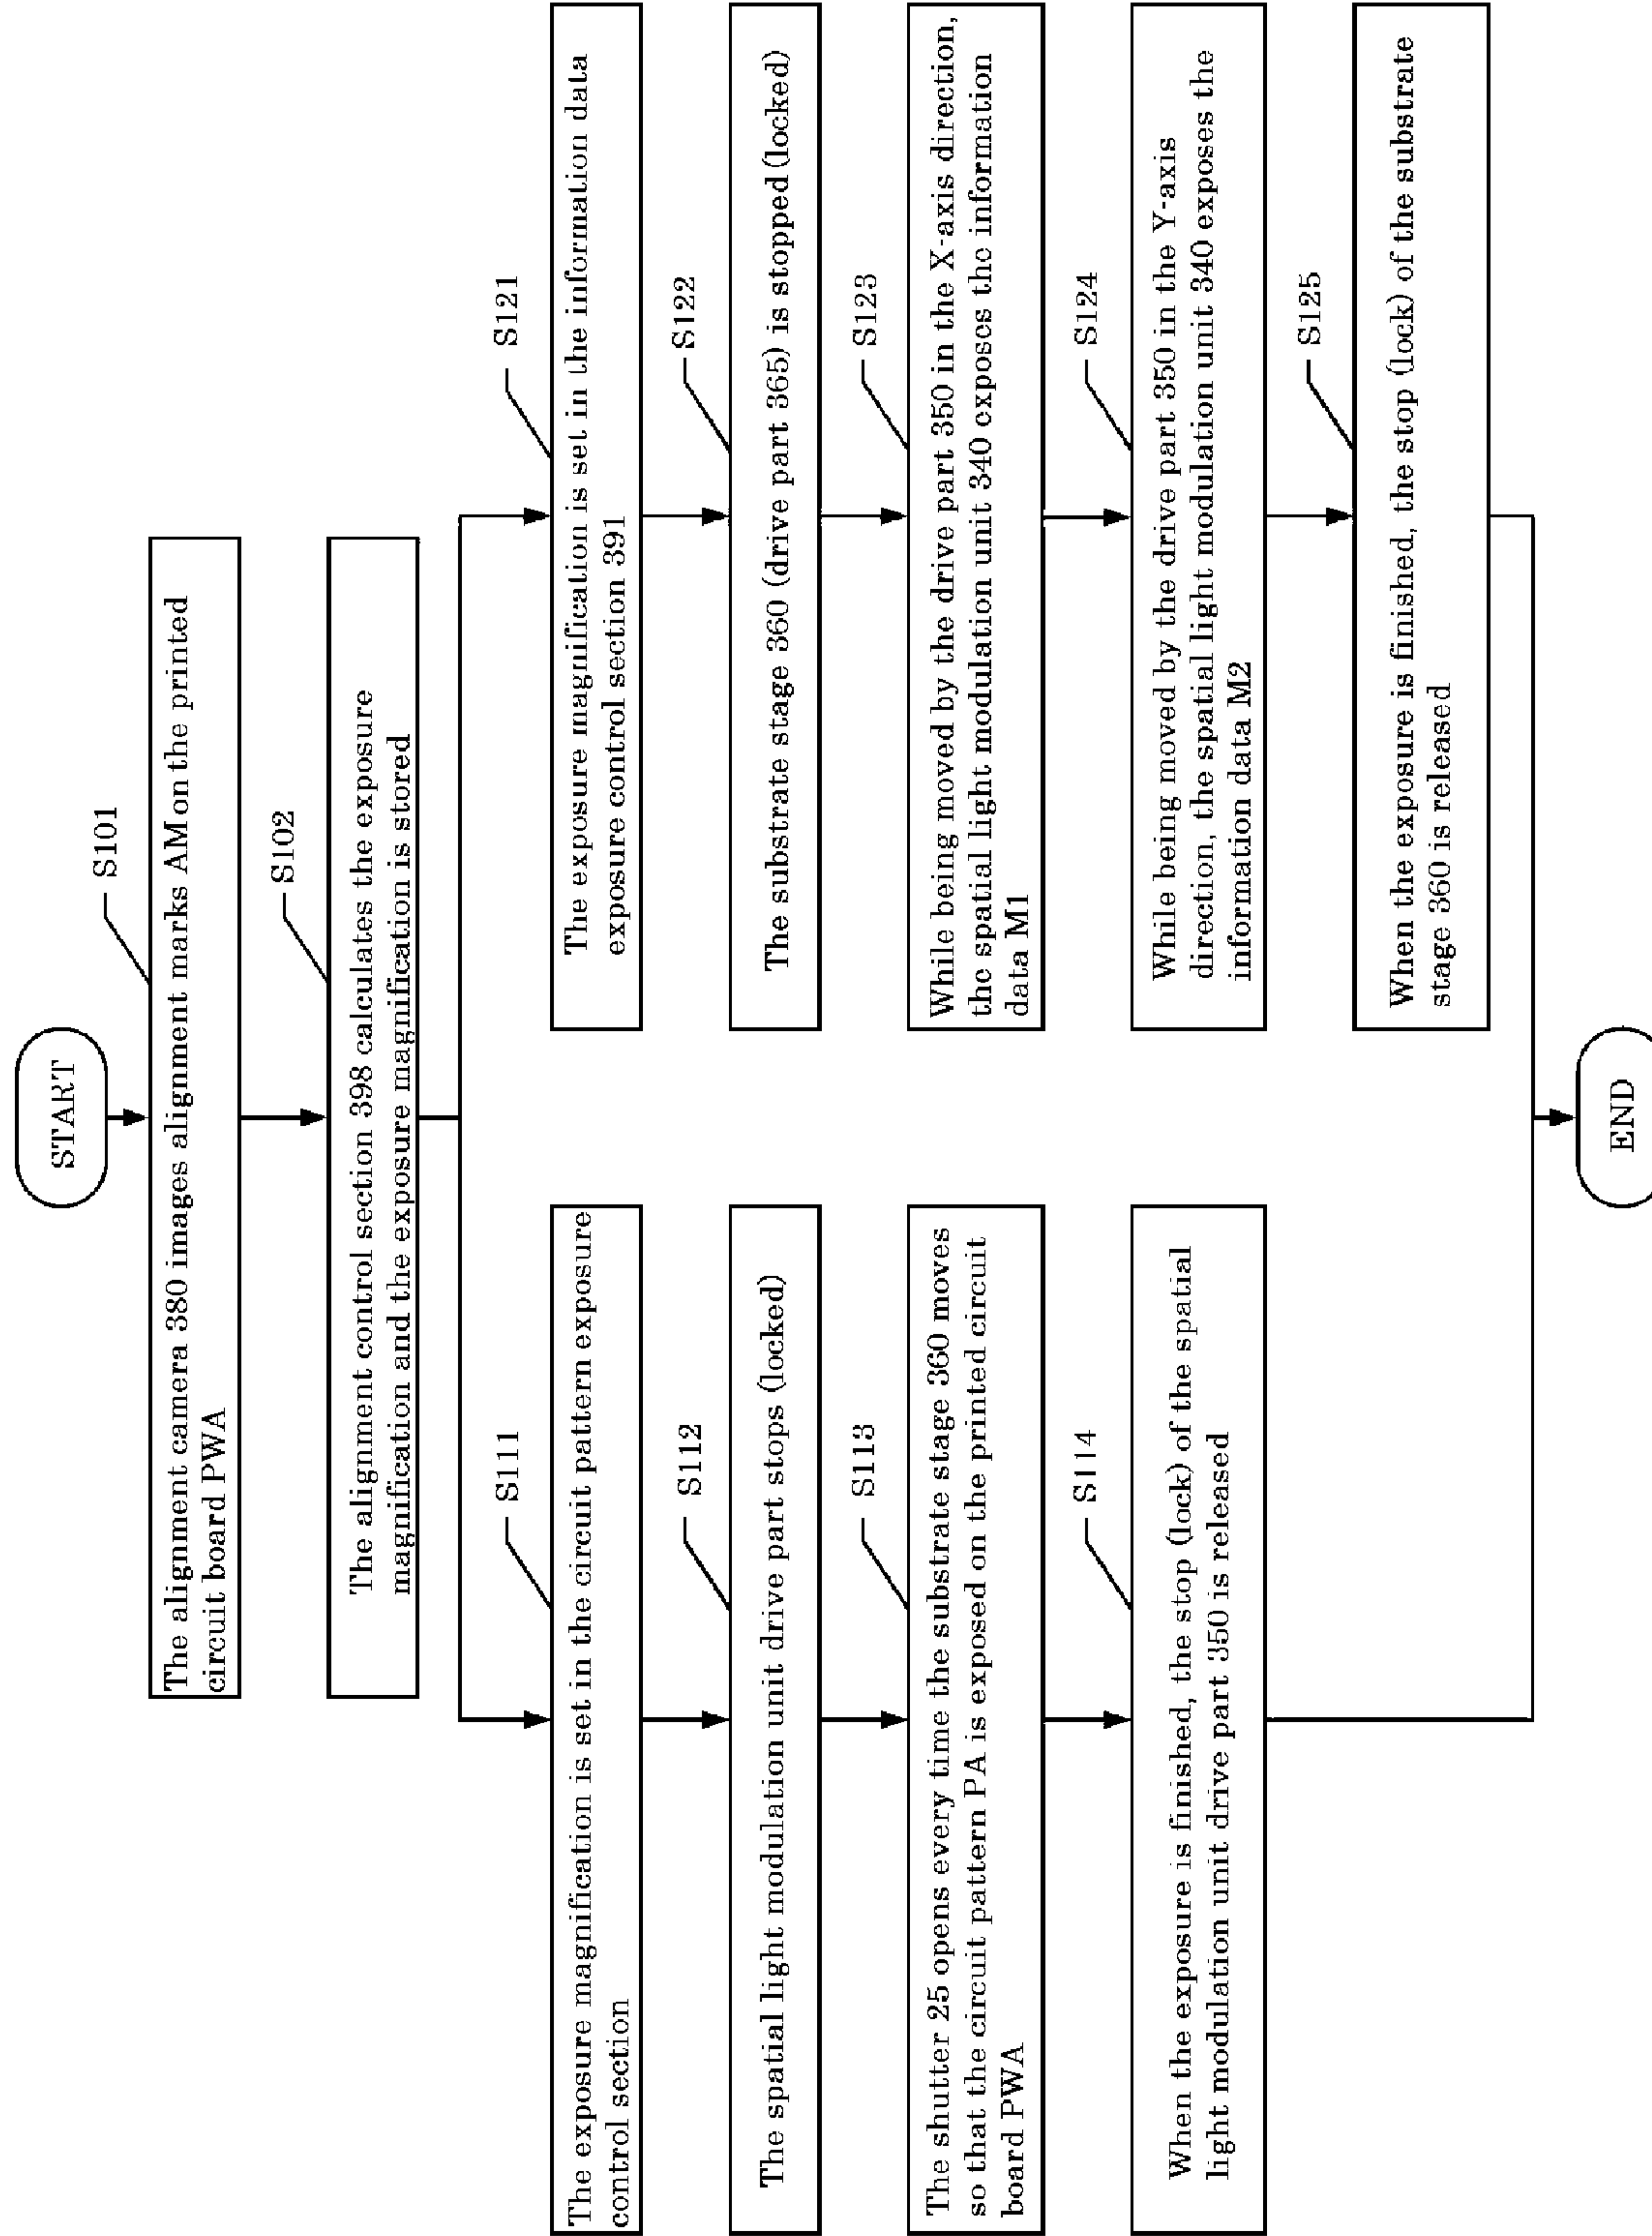 START
S101
The alignment camera 380 images alignment marks AM on the printed
circuit board PWA
S102
The alignment control section 398 calculates the exposure
magnification and the exposure magnification is stored
S111
The exposure magnification is set in the circuit pattern exposure
control section
S112
The spatial light modulation unit drive part stops (locked)
S113
The shutter 25 opens every time the substrate stage 360 moves
so that the circuit pattern PA is exposed on the printed circuit
board PWA
S114
When the exposure is finished, the stop (lock) of the spatial
light modulation unit drive part 350 is released
S121
The exposure magnification is set in the information data
exposure control section 391
S122
The substrate stage 360 (drive part 365) is stopped (locked)
S123
While being moved by the drive part 350 in the X-axis direction,
the spatial light modulation unit 340 exposes the information
data M1
S124
While being moved by the drive part 350 in the Y-axis
direction, the spatial light modulation unit 340 exposes the
information data M2
S125
When the exposure is finished, the stop (lock) of the substrate
stage 360 is released
END